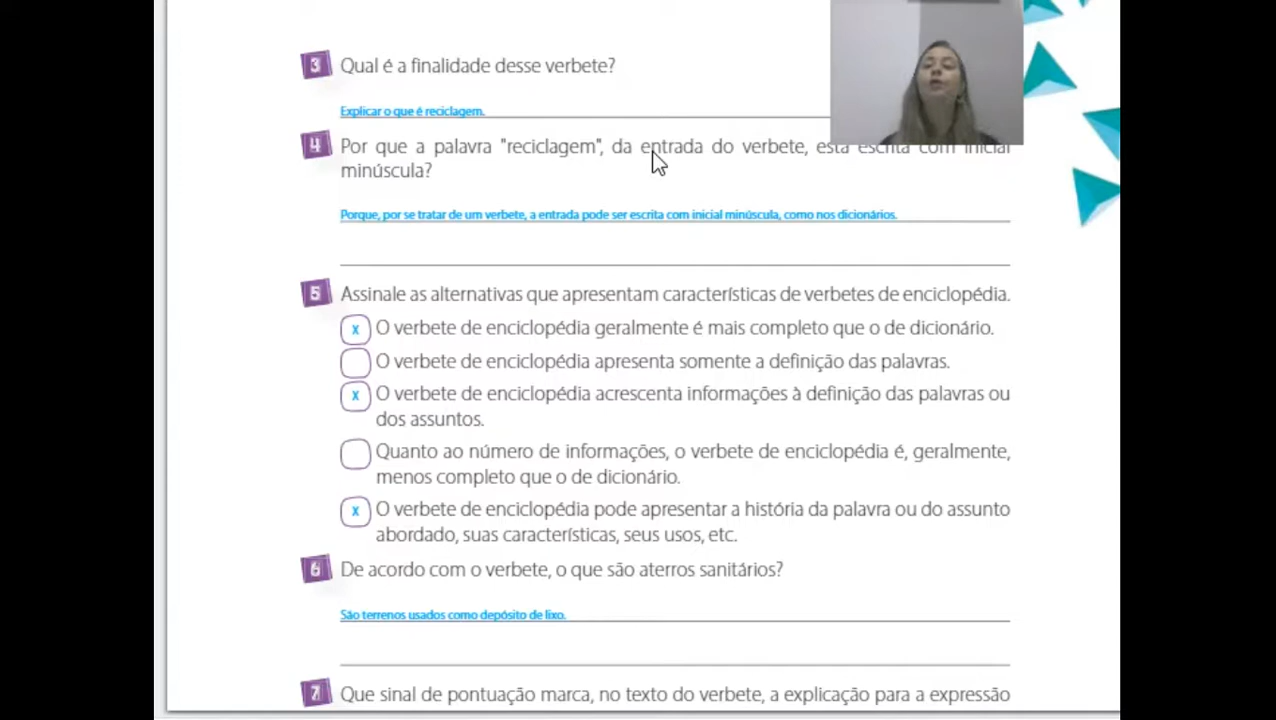 3 Qual é a finalidade desse verbete?
Explicar o que é reciclagem.
4 Por que a palavra "reciclagem", da entrada do verbete, está escrita com inicial
minúscula?
Porque, por se tratar de um verbete, a entrada pode ser escrita com inicial minúscula, como nos dicionários.
5 Assinale as alternativas que apresentam características de verbetes de enciclopédia.
x O verbete de enciclopédia geralmente é mais completo que o de dicionário.
O verbete de enciclopédia apresenta somente a definição das palavras.
x O verbete de enciclopédia acrescenta informações à definição das palavras ou
dos assuntos.
Quanto ao número de informações, o verbete de enciclopédia é, geralmente,
menos completo que o de dicionário.
x O verbete de enciclopédia pode apresentar a história da palavra ou do assunto
abordado, suas características, seus usos, etc.
6 De acordo com o verbete, o que são aterros sanitários?
São terrenos usados como depósito de lixo.
7 Que sinal de pontuação marca, no texto do verbete, a explicação para a expressão